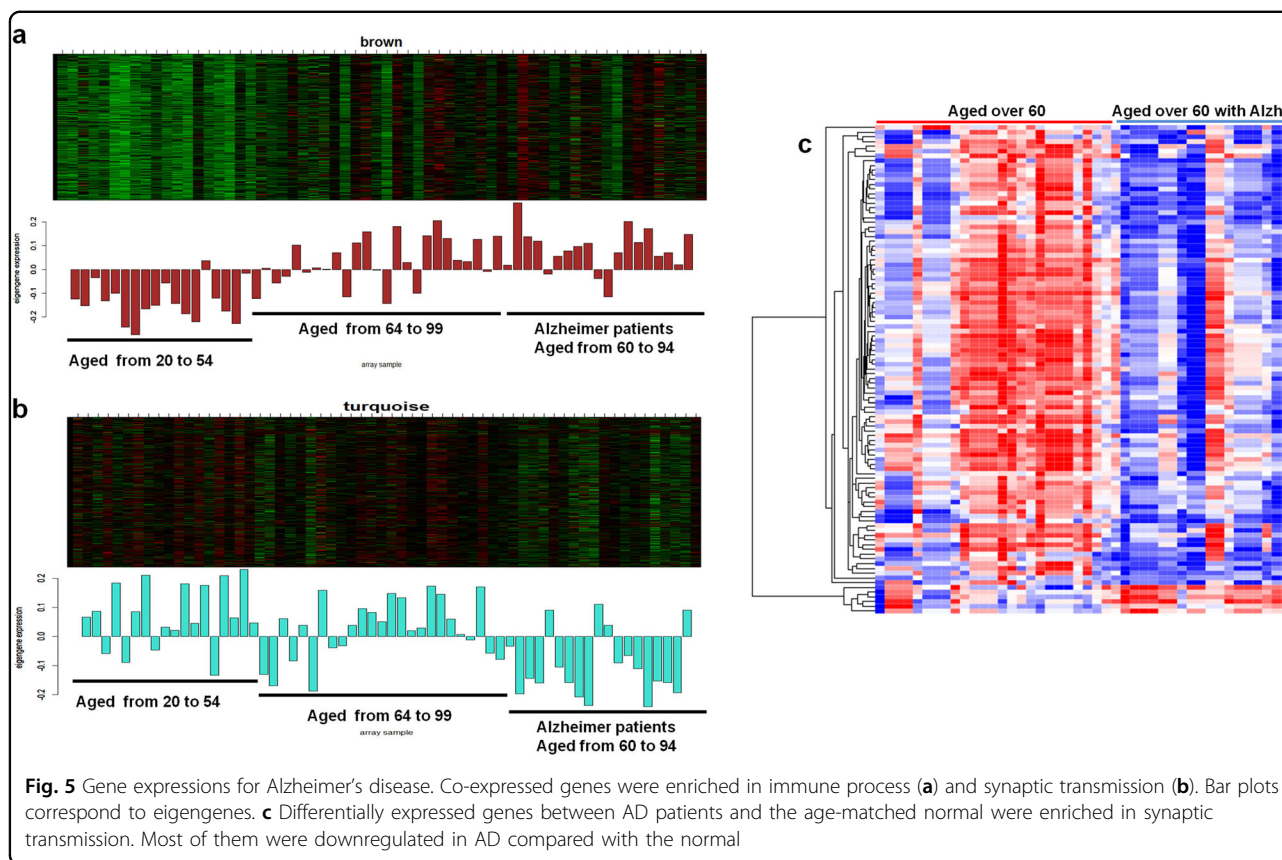 a
brown
eigengene expression
0.2
0.1
0.0
-0.1
-0.2
Aged from 20 to 54
Aged from 64 to 99
Alzheimer patients
Aged from 60 to 94
array sample
b
turquoise
eigengene expression
0.2
0.1
0.0
-0.1
-0.2
Aged from 20 to 54
Aged from 64 to 99
Alzheimer patients
Aged from 60 to 94
array sample
c
Aged over 60
Aged over 60 with Alzh
Fig. 5 Gene expressions for Alzheimer's disease. Co-expressed genes were enriched in immune process (a) and synaptic transmission (b). Bar plots
correspond to eigengenes. c Differentially expressed genes between AD patients and the age-matched normal were enriched in synaptic
transmission. Most of them were downregulated in AD compared with the normal